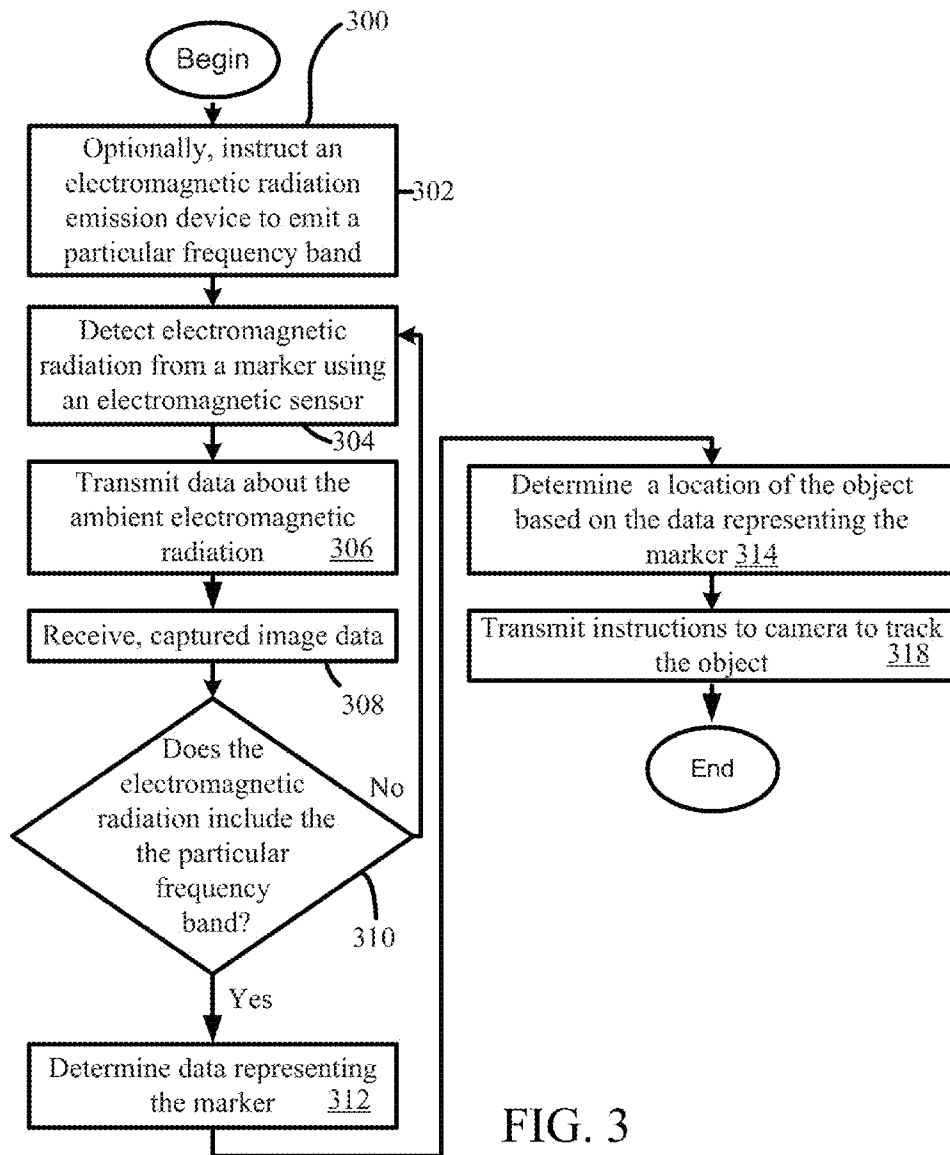 300
Begin
Optionally, instruct an
electromagnetic radiation
emission device to emit a
particular frequency band
302
Detect electromagnetic
radiation from a marker using
an electromagnetic sensor
304
Transmit data about the
ambient electromagnetic
radiation 306
Receive, captured image data
308
Does the
electromagnetic
radiation include the
the particular
frequency
band?
No
310
Yes
Determine data representing
the marker 312
Determine a location of the object
based on the data representing the
marker 314
Transmit instructions to camera to track
the object 318
End
FIG. 3